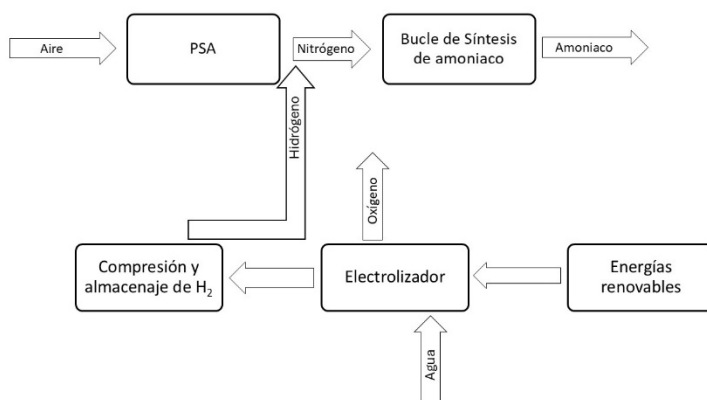 Aire
PSA
Nitrógeno
Bucle de Síntesis
de amoniaco
Amoniaco
Hidrógeno
Oxígeno
Compresión y
almacenaje de H₂
Electrolizador
Energías
renovables
Agua